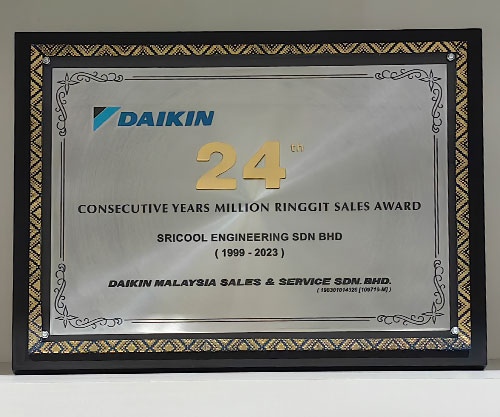 DAIKIN
24th
CONSECUTIVE YEARS MILLION RINGGIT SALES AWARD
SRICOOL ENGINEERING SDN BHD
( 1999 - 2023 )
DAIKIN MALAYSIA SALES & SERVICE SDN. BHD.